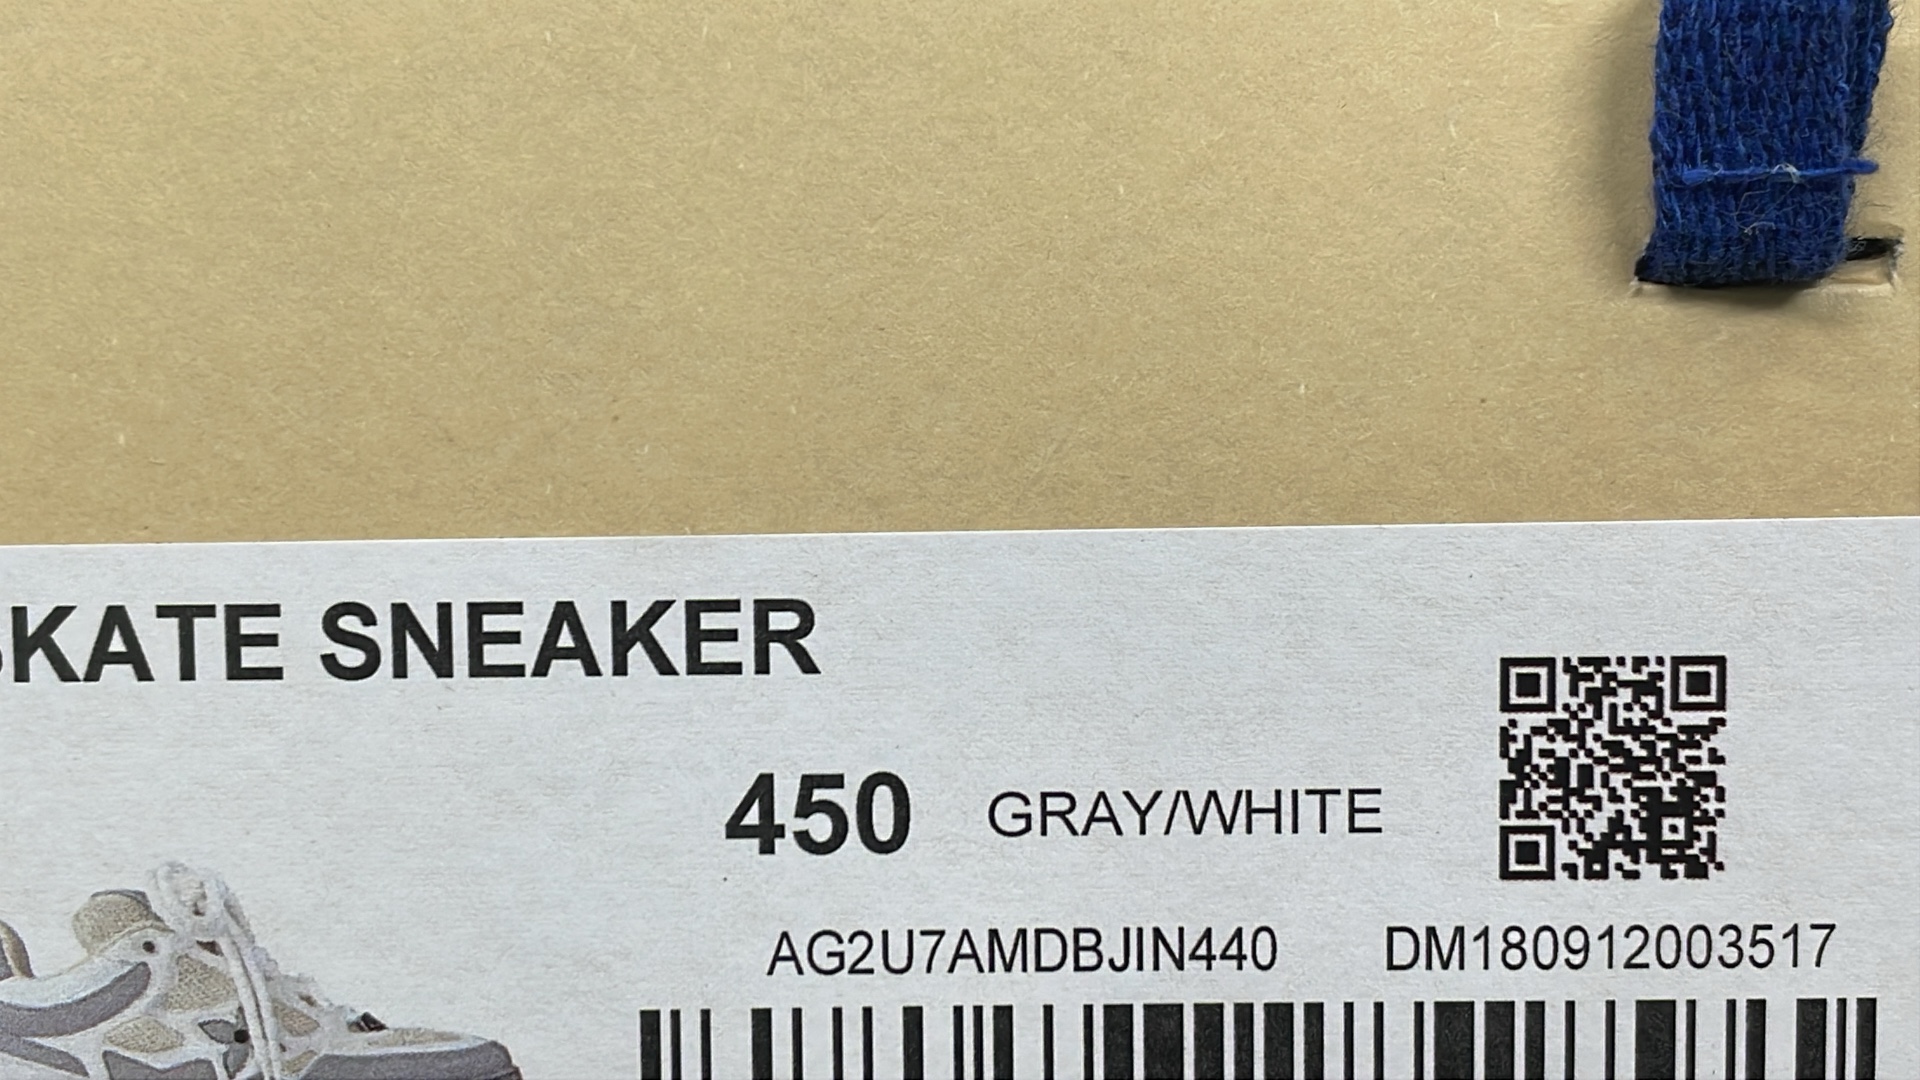 SKATE SNEAKER
450 GRAY/WHITE
AG2U7AMDBJIN440 DM180912003517